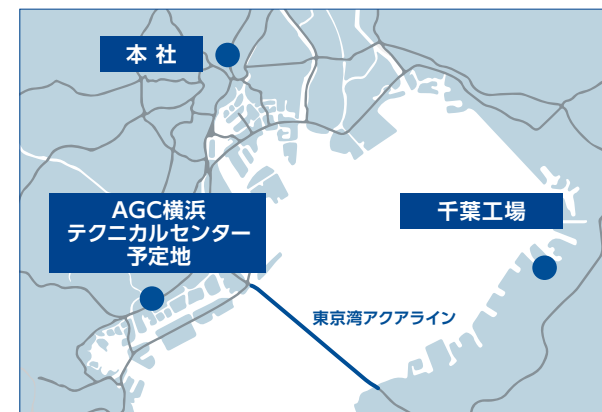 本 社
AGC横浜
テクニカルセンター
予定地
千葉工場
東京湾アクアライン